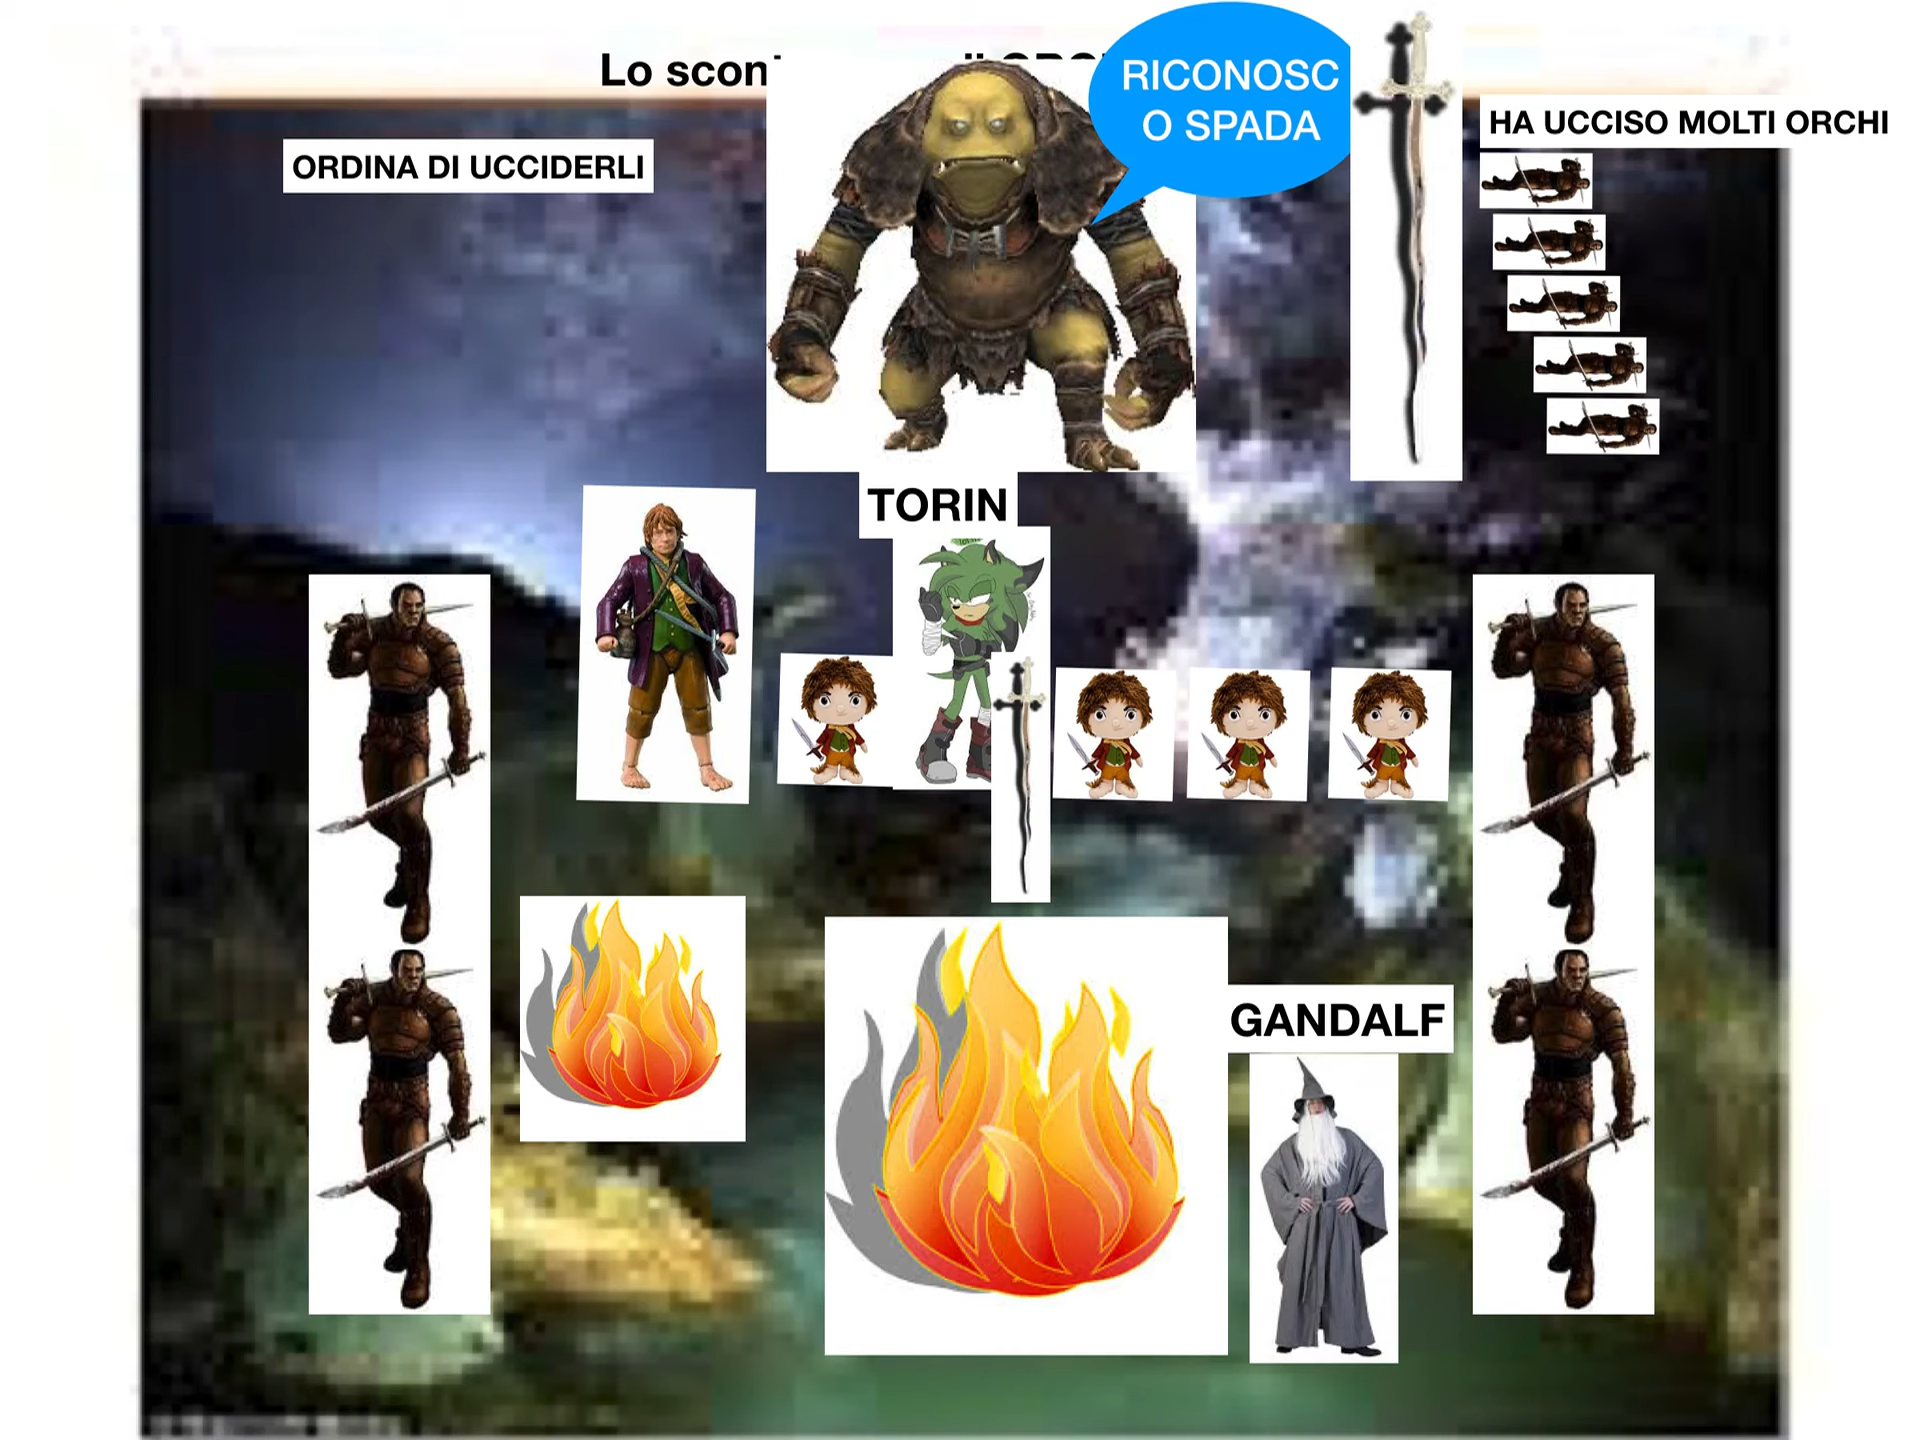 Lo scon
RICONOSC
O SPADA
HA UCCISO MOLTI ORCHI
ORDINA DI UCCIDERLI
TORIN
GANDALF